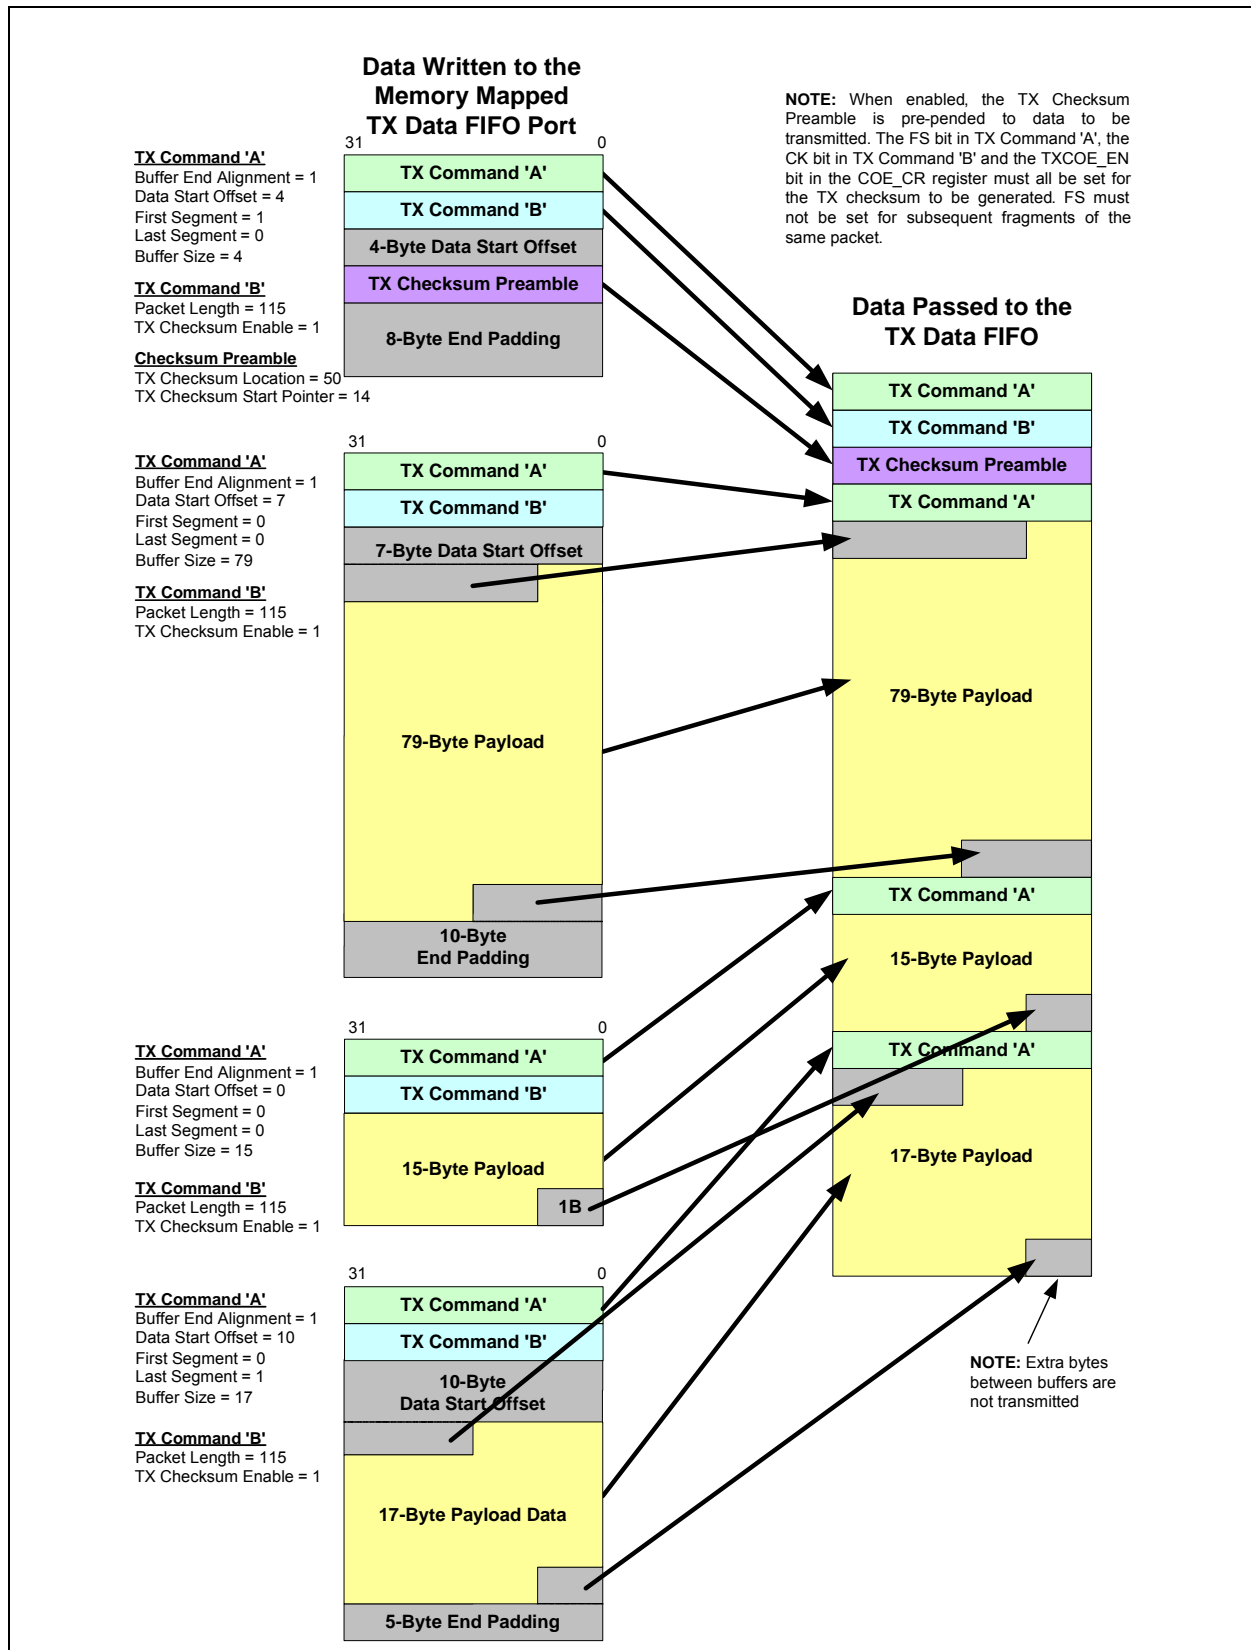 Data Written to the
Memory Mapped
TX Data FIFO Port
NOTE: When enabled, the TX Checksum
Preamble is pre-pended to data to be
transmitted. The FS bit in TX Command 'A', the
CK bit in TX Command 'B' and the TXCOE_EN
bit in the COE_CR register must all be set for
the TX checksum to be generated. FS must
not be set for subsequent fragments of the
same packet.
31 0
TX Command 'A'
Buffer End Alignment = 1
Data Start Offset = 4
First Segment = 1
Last Segment = 0
Buffer Size = 4
TX Command 'B'
Packet Length = 115
TX Checksum Enable = 1
Checksum Preamble
TX Checksum Location = 50
TX Checksum Start Pointer = 14
TX Command 'A'
TX Command 'B'
4-Byte Data Start Offset
TX Checksum Preamble
8-Byte End Padding
31 0
TX Command 'A'
Buffer End Alignment = 1
Data Start Offset = 7
First Segment = 0
Last Segment = 0
Buffer Size = 79
TX Command 'B'
Packet Length = 115
TX Checksum Enable = 1
TX Command 'A'
TX Command 'B'
7-Byte Data Start Offset
79-Byte Payload
10-Byte
End Padding
31 0
TX Command 'A'
Buffer End Alignment = 1
Data Start Offset = 0
First Segment = 0
Last Segment = 0
Buffer Size = 15
TX Command 'B'
Packet Length = 115
TX Checksum Enable = 1
TX Command 'A'
TX Command 'B'
15-Byte Payload
1B
31 0
TX Command 'A'
Buffer End Alignment = 1
Data Start Offset = 10
First Segment = 0
Last Segment = 1
Buffer Size = 17
TX Command 'B'
Packet Length = 115
TX Checksum Enable = 1
TX Command 'A'
TX Command 'B'
10-Byte
Data Start Offset
17-Byte Payload Data
5-Byte End Padding
Data Passed to the
TX Data FIFO
TX Command 'A'
TX Command 'B'
TX Checksum Preamble
TX Command 'A'
79-Byte Payload
TX Command 'A'
15-Byte Payload
TX Command 'A'
17-Byte Payload
NOTE: Extra bytes
between buffers are
not transmitted